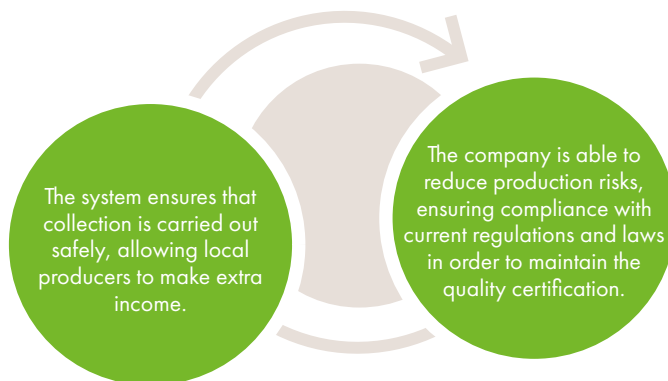 The system ensures that
collection is carried out
safely, allowing local
producers to make extra
income.
The company is able to
reduce production risks,
ensuring compliance with
current regulations and laws
in order to maintain the
quality certification.